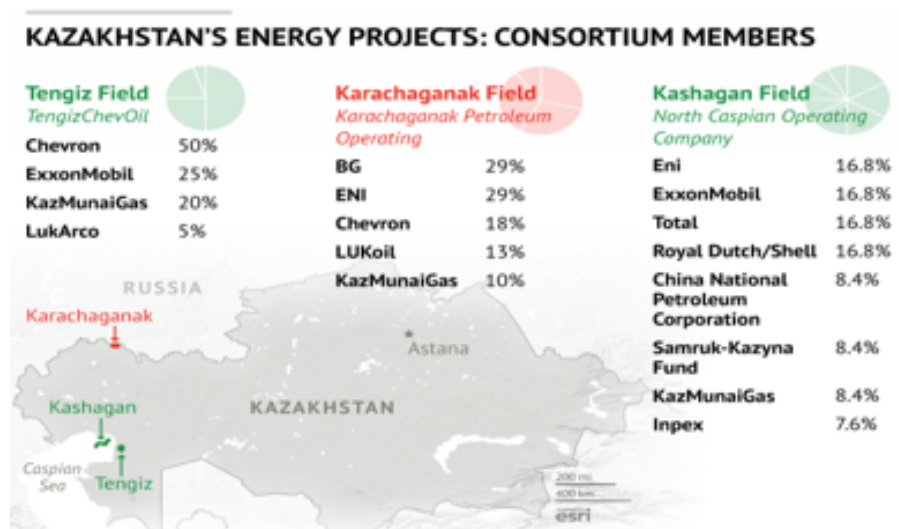 KAZAKHSTAN'S ENERGY PROJECTS: CONSORTIUM MEMBERS
Tengiz Field
TengizChevOil
Chevron 50%
ExxonMobil 25%
KazMunaiGas 20%
LukArco 5%
Karachaganak Field
Karachaganak Petroleum
Operating
BG 29%
ENI 29%
Chevron 18%
LUKoil 13%
KazMunaiGas 10%
Kashagan Field
North Caspian Operating
Company
Eni 16.8%
ExxonMobil 16.8%
Total 16.8%
Royal Dutch/Shell 16.8%
China National 8.4%
Petroleum
Corporation
Samruk-Kazyna 8.4%
Fund
KazMunaiGas 8.4%
Inpex 7.6%
RUSSIA
Karachaganak
Astana
Kashagan
KAZAKHSTAN
Caspian
Sea
Tengiz
200 mi
400 km
esri